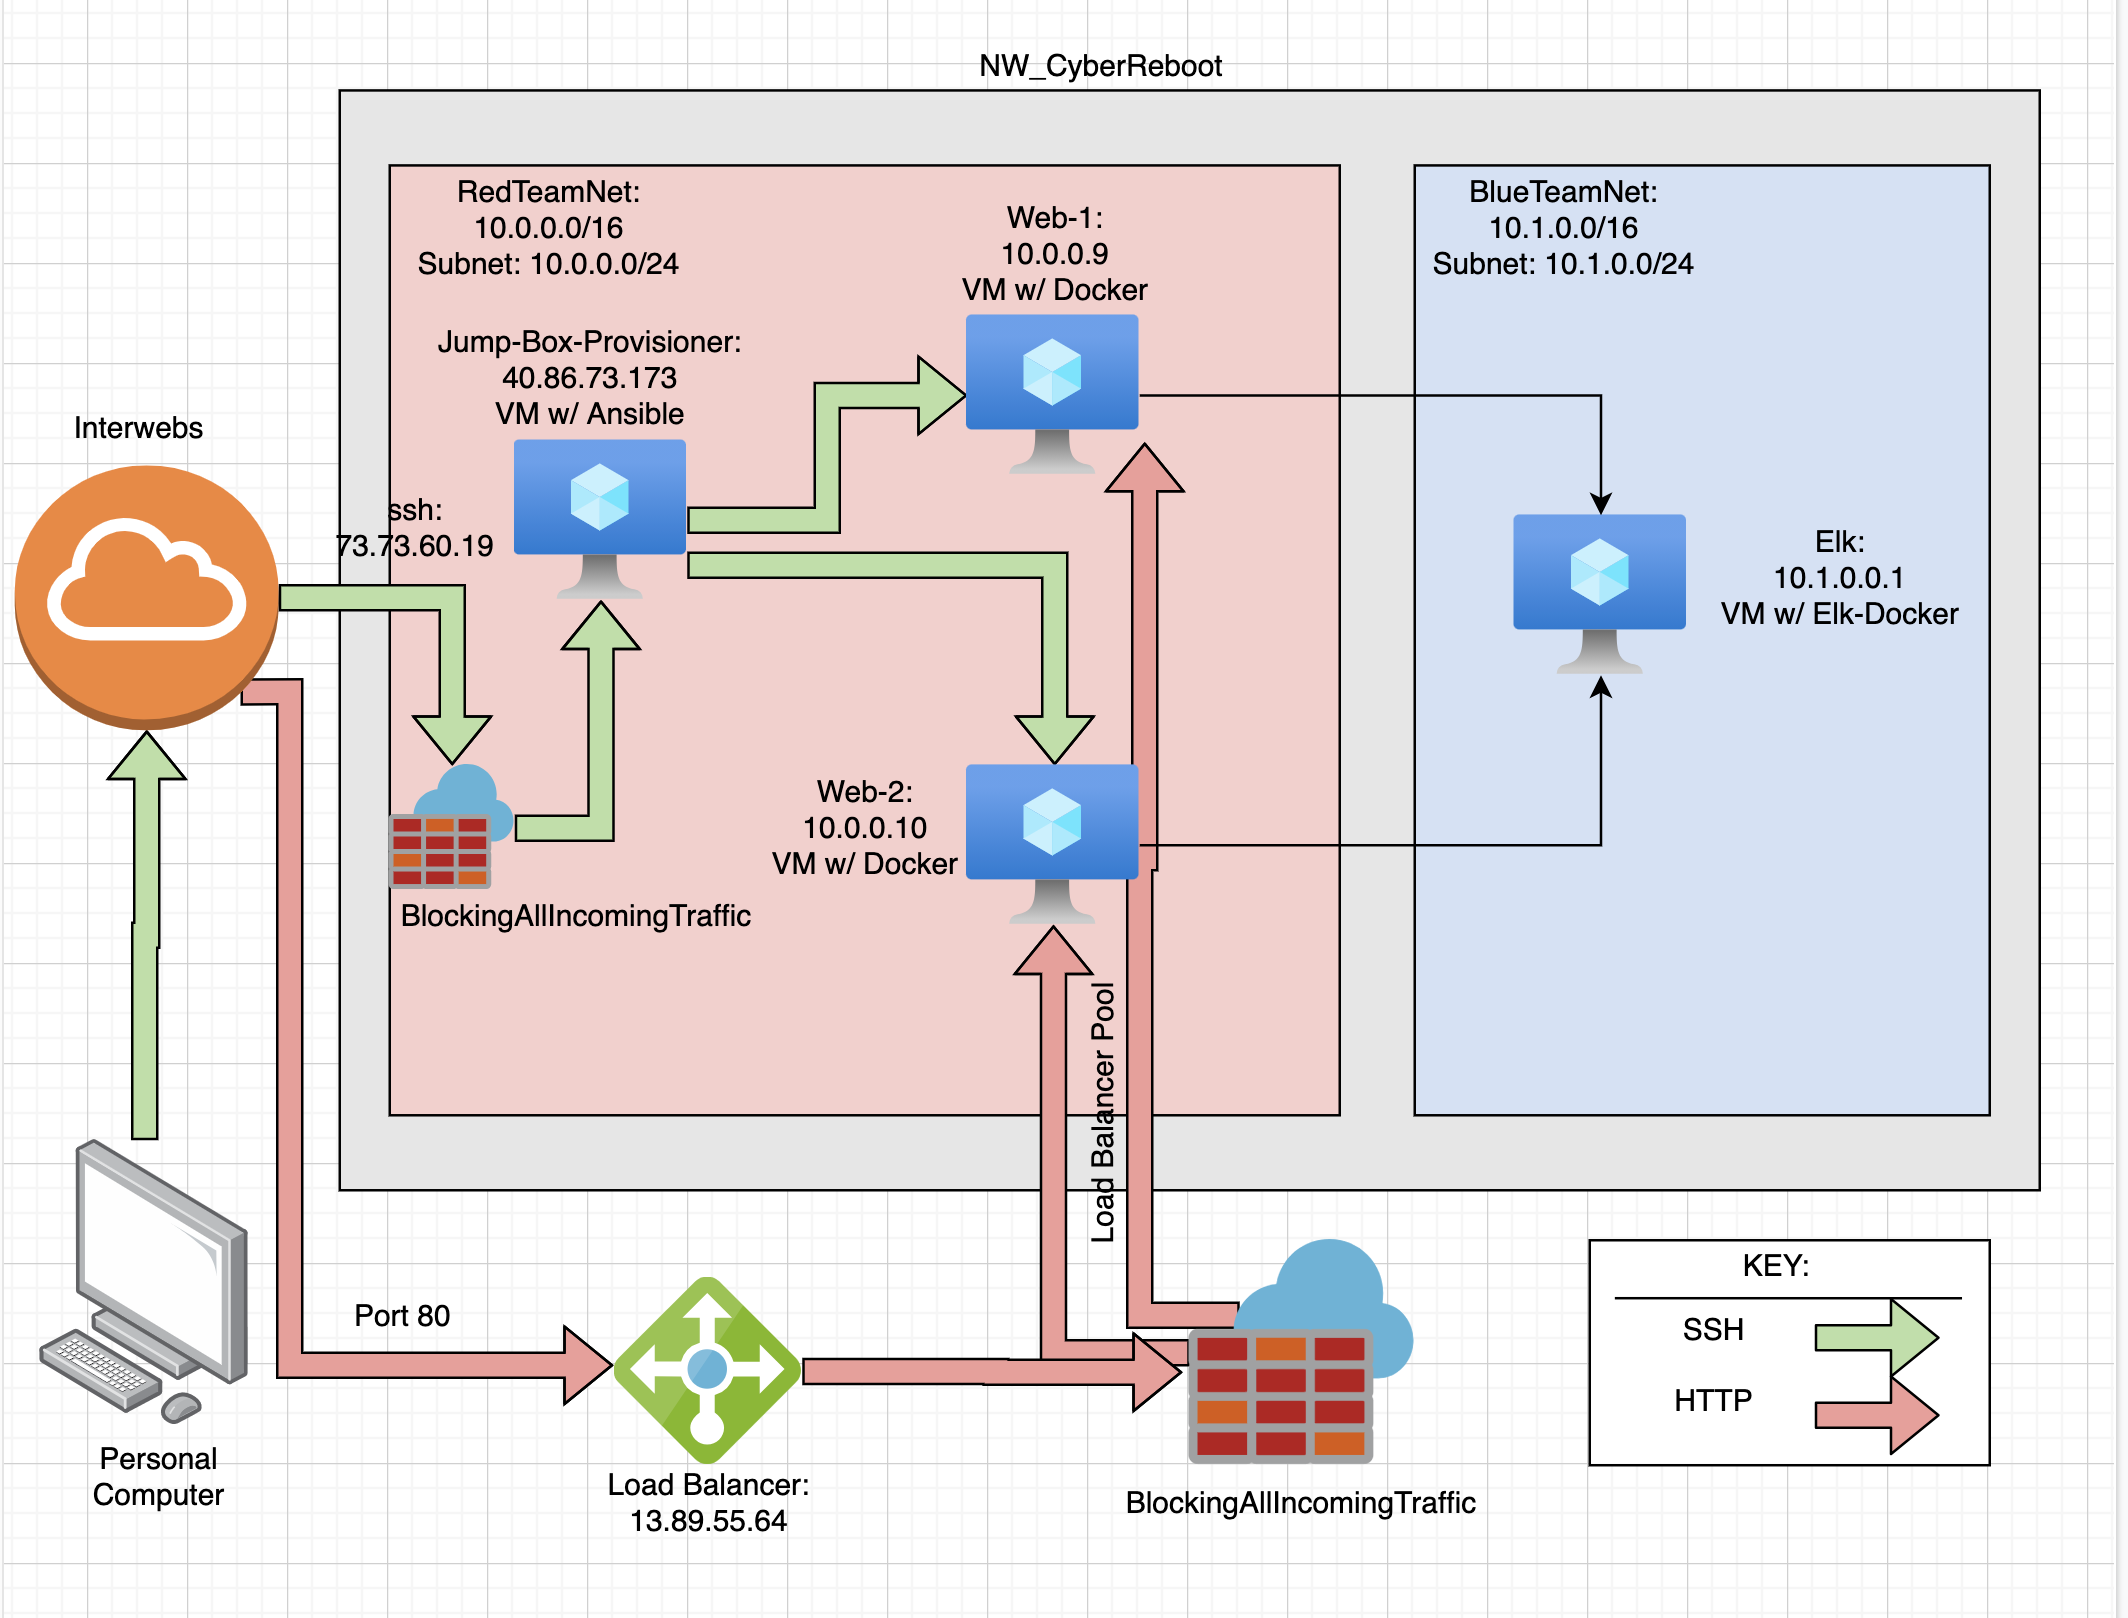 NW_CyberReboot
RedTeamNet:
10.0.0.0/16
Subnet: 10.0.0.0/24
Web-1:
10.0.0.9
VM w/ Docker
BlueTeamNet:
10.1.0.0/16
Subnet: 10.1.0.0/24
Jump-Box-Provisioner:
40.86.73.173
VM w/ Ansible
Interwebs
ssh:
73.73.60.19
Elk:
10.1.0.0.1
VM w/ Elk-Docker
Web-2:
10.0.0.10
VM w/ Docker
BlockingAllIncomingTraffic
Load Balancer Pool
Port 80
KEY:
SSH
HTTP
Personal
Computer
Load Balancer:
13.89.55.64
BlockingAllIncomingTraffic